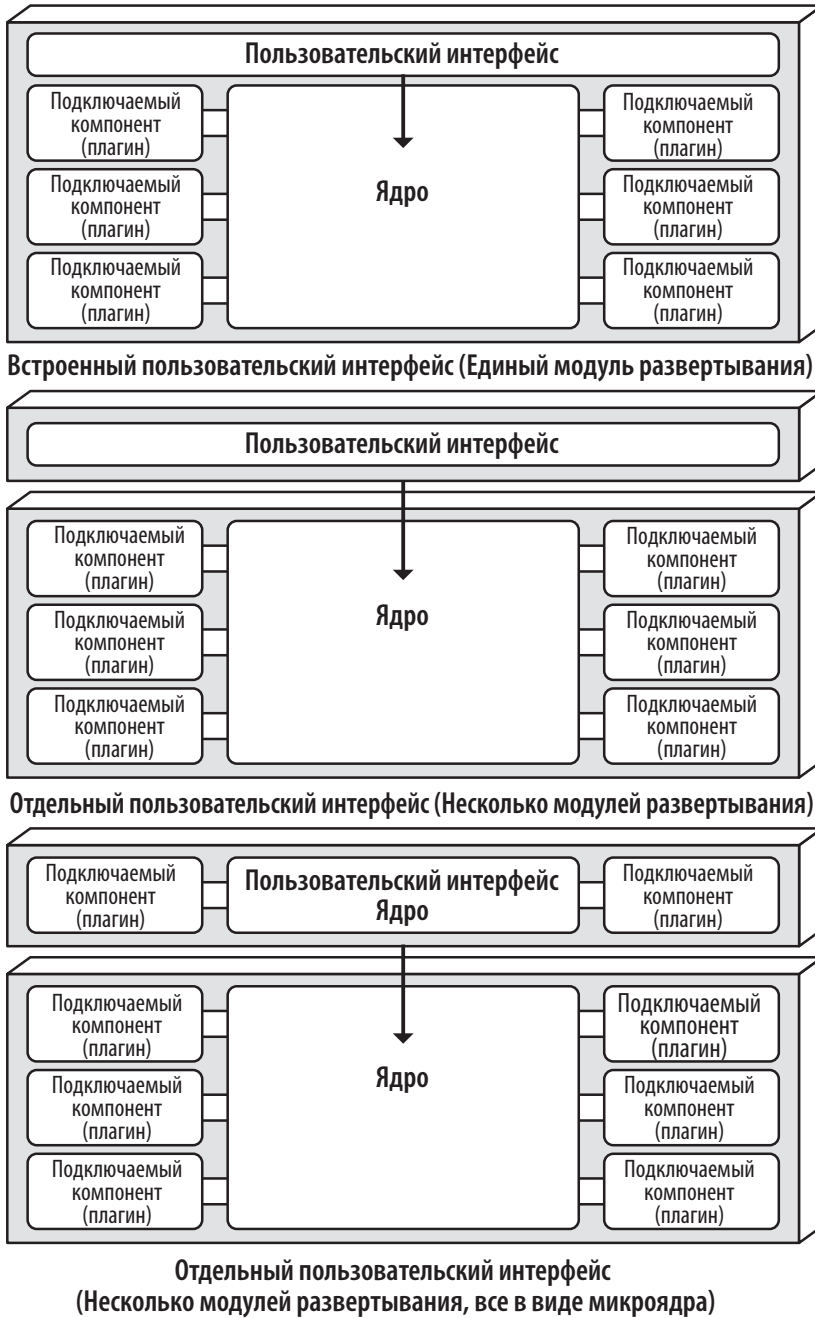 Пользовательский интерфейс
Подключаемый
компонент
(плагин)
Подключаемый
компонент
(плагин)
Подключаемый
компонент
(плагин)
Ядро
Подключаемый
компонент
(плагин)
Подключаемый
компонент
(плагин)
Подключаемый
компонент
(плагин)
Встроенный пользовательский интерфейс (Единый модуль развертывания)
Пользовательский интерфейс
Подключаемый
компонент
(плагин)
Подключаемый
компонент
(плагин)
Подключаемый
компонент
(плагин)
Ядро
Подключаемый
компонент
(плагин)
Подключаемый
компонент
(плагин)
Подключаемый
компонент
(плагин)
Отдельный пользовательский интерфейс (Несколько модулей развертывания)
Подключаемый
компонент
(плагин)
Пользовательский интерфейс
Ядро
Подключаемый
компонент
(плагин)
Подключаемый
компонент
(плагин)
Подключаемый
компонент
(плагин)
Подключаемый
компонент
(плагин)
Ядро
Подключаемый
компонент
(плагин)
Подключаемый
компонент
(плагин)
Подключаемый
компонент
(плагин)
Отдельный пользовательский интерфейс
(Несколько модулей развертывания, все в виде микроядра)